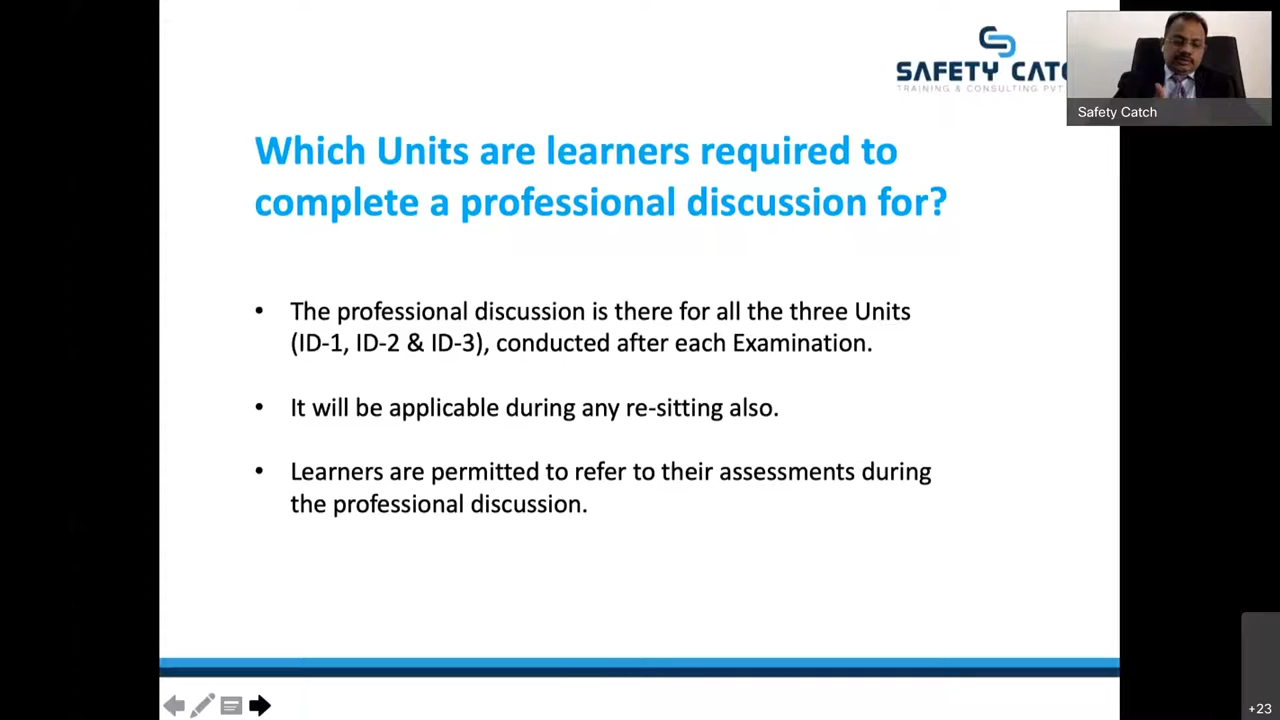 SAFETY CATC
TRAINING & CONSULTING PVT
Safety Catch
Which Units are learners required to
complete a professional discussion for?
• The professional discussion is there for all the three Units
(ID-1, ID-2 & ID-3), conducted after each Examination.
• It will be applicable during any re-sitting also.
• Learners are permitted to refer to their assessments during
the professional discussion.
+23